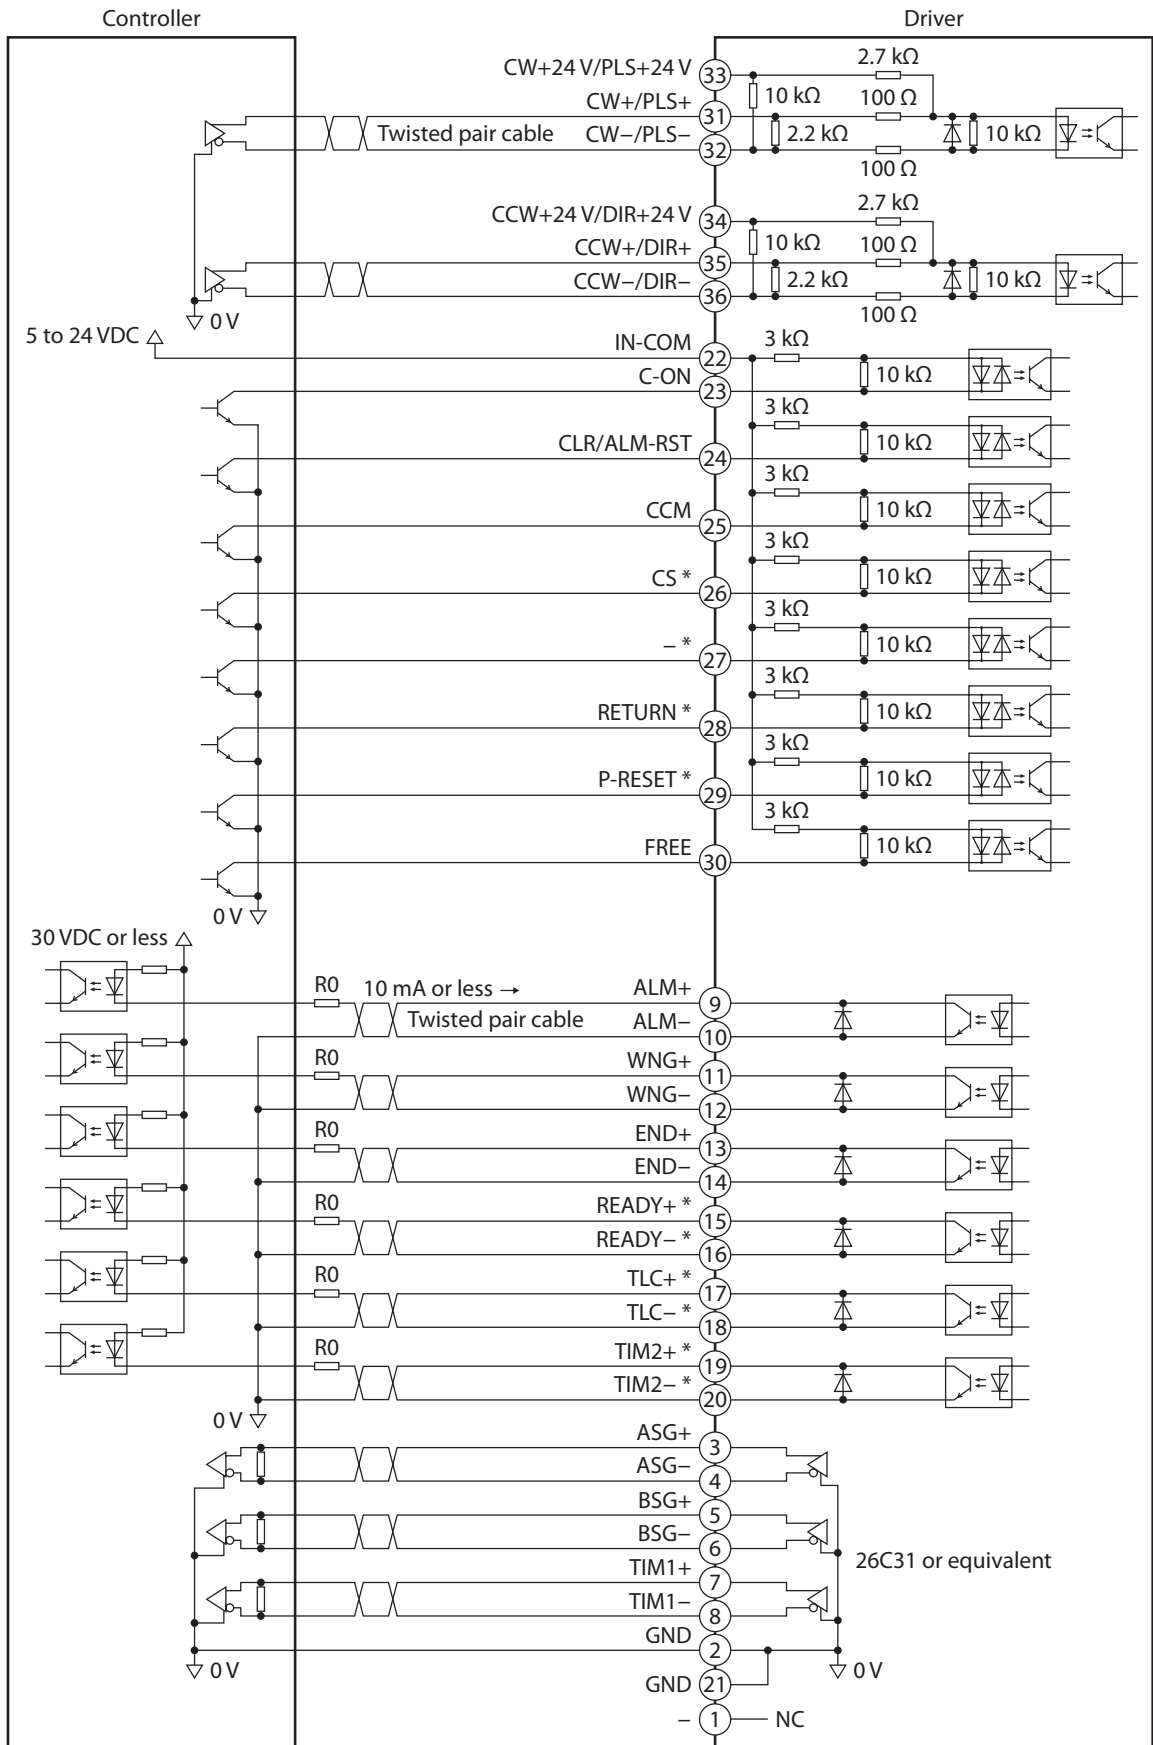 Controller
Driver
CW+24 V/PLS+24 V
33
2.7 kΩ
10 kΩ
CW+/PLS+
31
100 Ω
Twisted pair cable
CW−/PLS−
32
2.2 kΩ
10 kΩ
100 Ω
CCW+24 V/DIR+24 V
34
2.7 kΩ
10 kΩ
CCW+/DIR+
35
100 Ω
CCW−/DIR−
36
2.2 kΩ
10 kΩ
100 Ω
0 V
5 to 24 VDC
IN-COM
22
3 kΩ
C-ON
23
10 kΩ
3 kΩ
CLR/ALM-RST
24
10 kΩ
3 kΩ
CCM
25
10 kΩ
3 kΩ
CS *
26
10 kΩ
3 kΩ
− *
27
10 kΩ
3 kΩ
RETURN *
28
10 kΩ
3 kΩ
P-RESET *
29
10 kΩ
3 kΩ
FREE
30
10 kΩ
0 V
30 VDC or less
R0
10 mA or less →
ALM+
9
Twisted pair cable
ALM−
10
R0
WNG+
11
WNG−
12
R0
END+
13
END−
14
R0
READY+ *
15
READY− *
16
R0
TLC+ *
17
TLC− *
18
R0
TIM2+ *
19
TIM2− *
20
0 V
ASG+
3
ASG−
4
BSG+
5
BSG−
6
26C31 or equivalent
TIM1+
7
TIM1−
8
GND
2
0 V
0 V
GND
21
−
1
NC